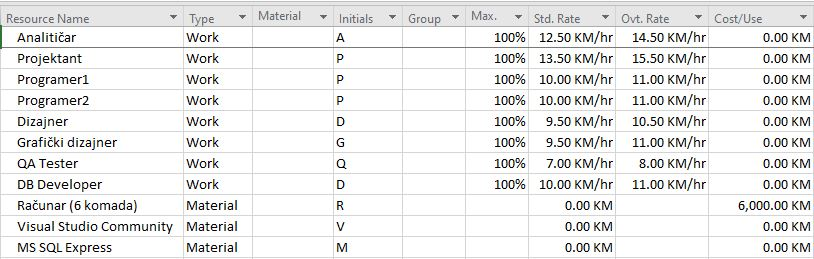 Resource Name Type Material Initials Group Max. Std. Rate Ovt. Rate Cost/Use
Analitičar Work A 100% 12.50 KM/hr 14.50 KM/hr 0.00 KM
Projektant Work P 100% 13.50 KM/hr 15.50 KM/hr 0.00 KM
Programer1 Work P 100% 10.00 KM/hr 11.00 KM/hr 0.00 KM
Programer2 Work P 100% 10.00 KM/hr 11.00 KM/hr 0.00 KM
Dizajner Work D 100% 9.50 KM/hr 10.50 KM/hr 0.00 KM
Grafički dizajner Work G 100% 9.50 KM/hr 11.00 KM/hr 0.00 KM
QA Tester Work Q 100% 7.00 KM/hr 8.00 KM/hr 0.00 KM
DB Developer Work D 100% 10.00 KM/hr 11.00 KM/hr 0.00 KM
Računar (6 komada) Material R 0.00 KM 6,000.00 KM
Visual Studio Community Material V 0.00 KM 0.00 KM
MS SQL Express Material M 0.00 KM 0.00 KM